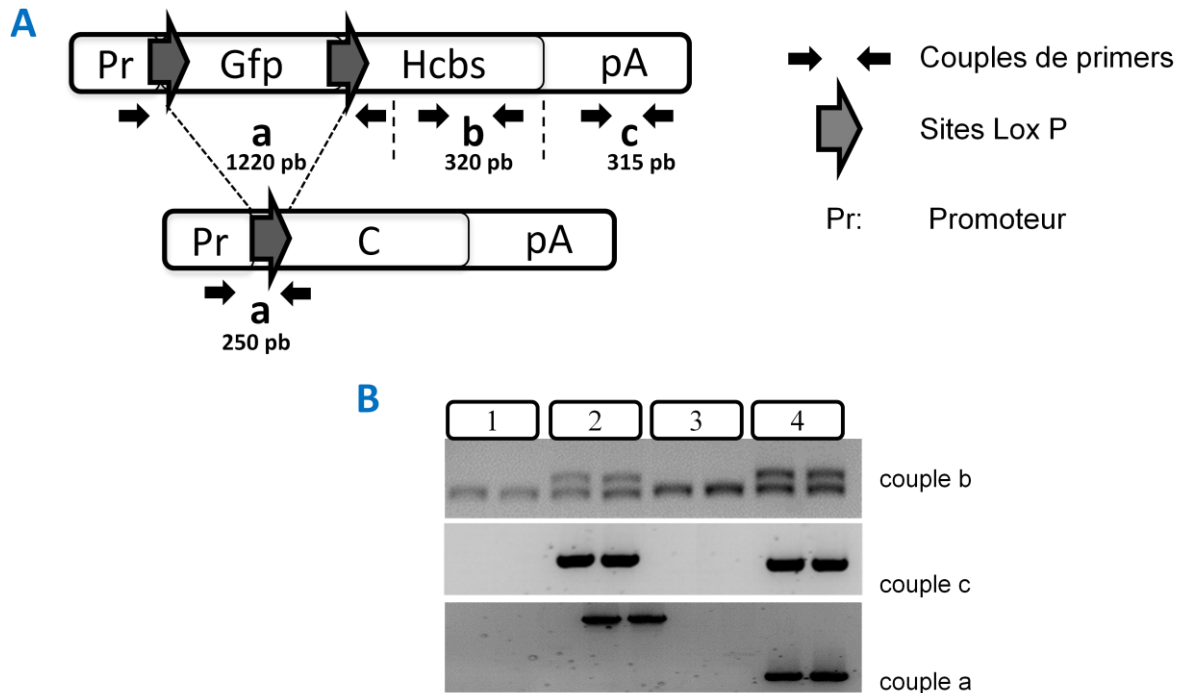 A
Pr Gfp Hcbs pA
a b c
1220 pb 320 pb 315 pb
Pr C pA
a
250 pb
Couples de primers
Sites Lox P
Pr: Promoteur
B
1 2 3 4
couple b
couple c
couple a